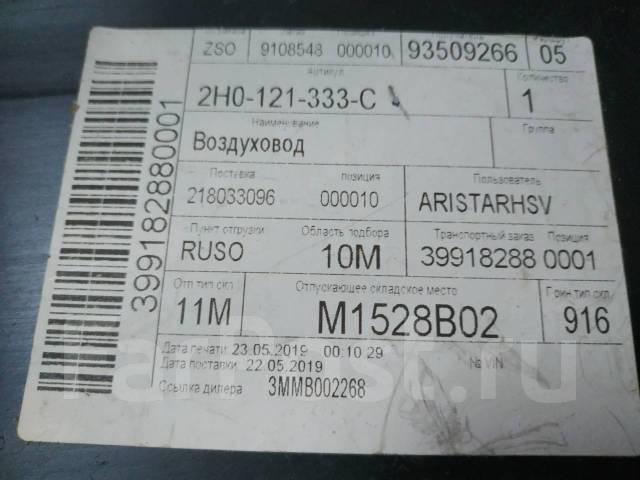 ZSO 9108548 000010 93509266 05
Артикул Количество
2H0-121-333-C 1
Наименование Группа
Воздуховод
Поставка позиция Пользователь
218033096 000010 ARISTARHSV
Пункт отгрузки Область подбора Транспортный заказ Позиция
RUSO 10M 39918288 0001
Отп.тип скл. Отпускающее складское место Прин.тип скл.
11M M1528B02 916
Дата печати 23.05.2019 00:10:29 № VIN
Дата поставки 22.05.2019
Ссылка дилера 3MMB002268
399182880001